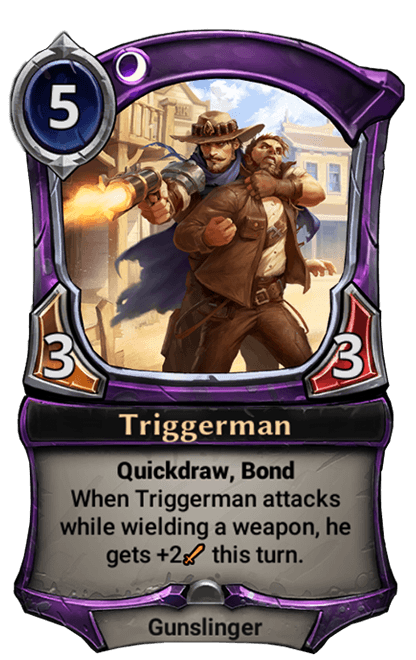 5
3
3
Triggerman
Quickdraw, Bond
When Triggerman attacks
while wielding a weapon, he
gets +2 this turn.
Gunslinger